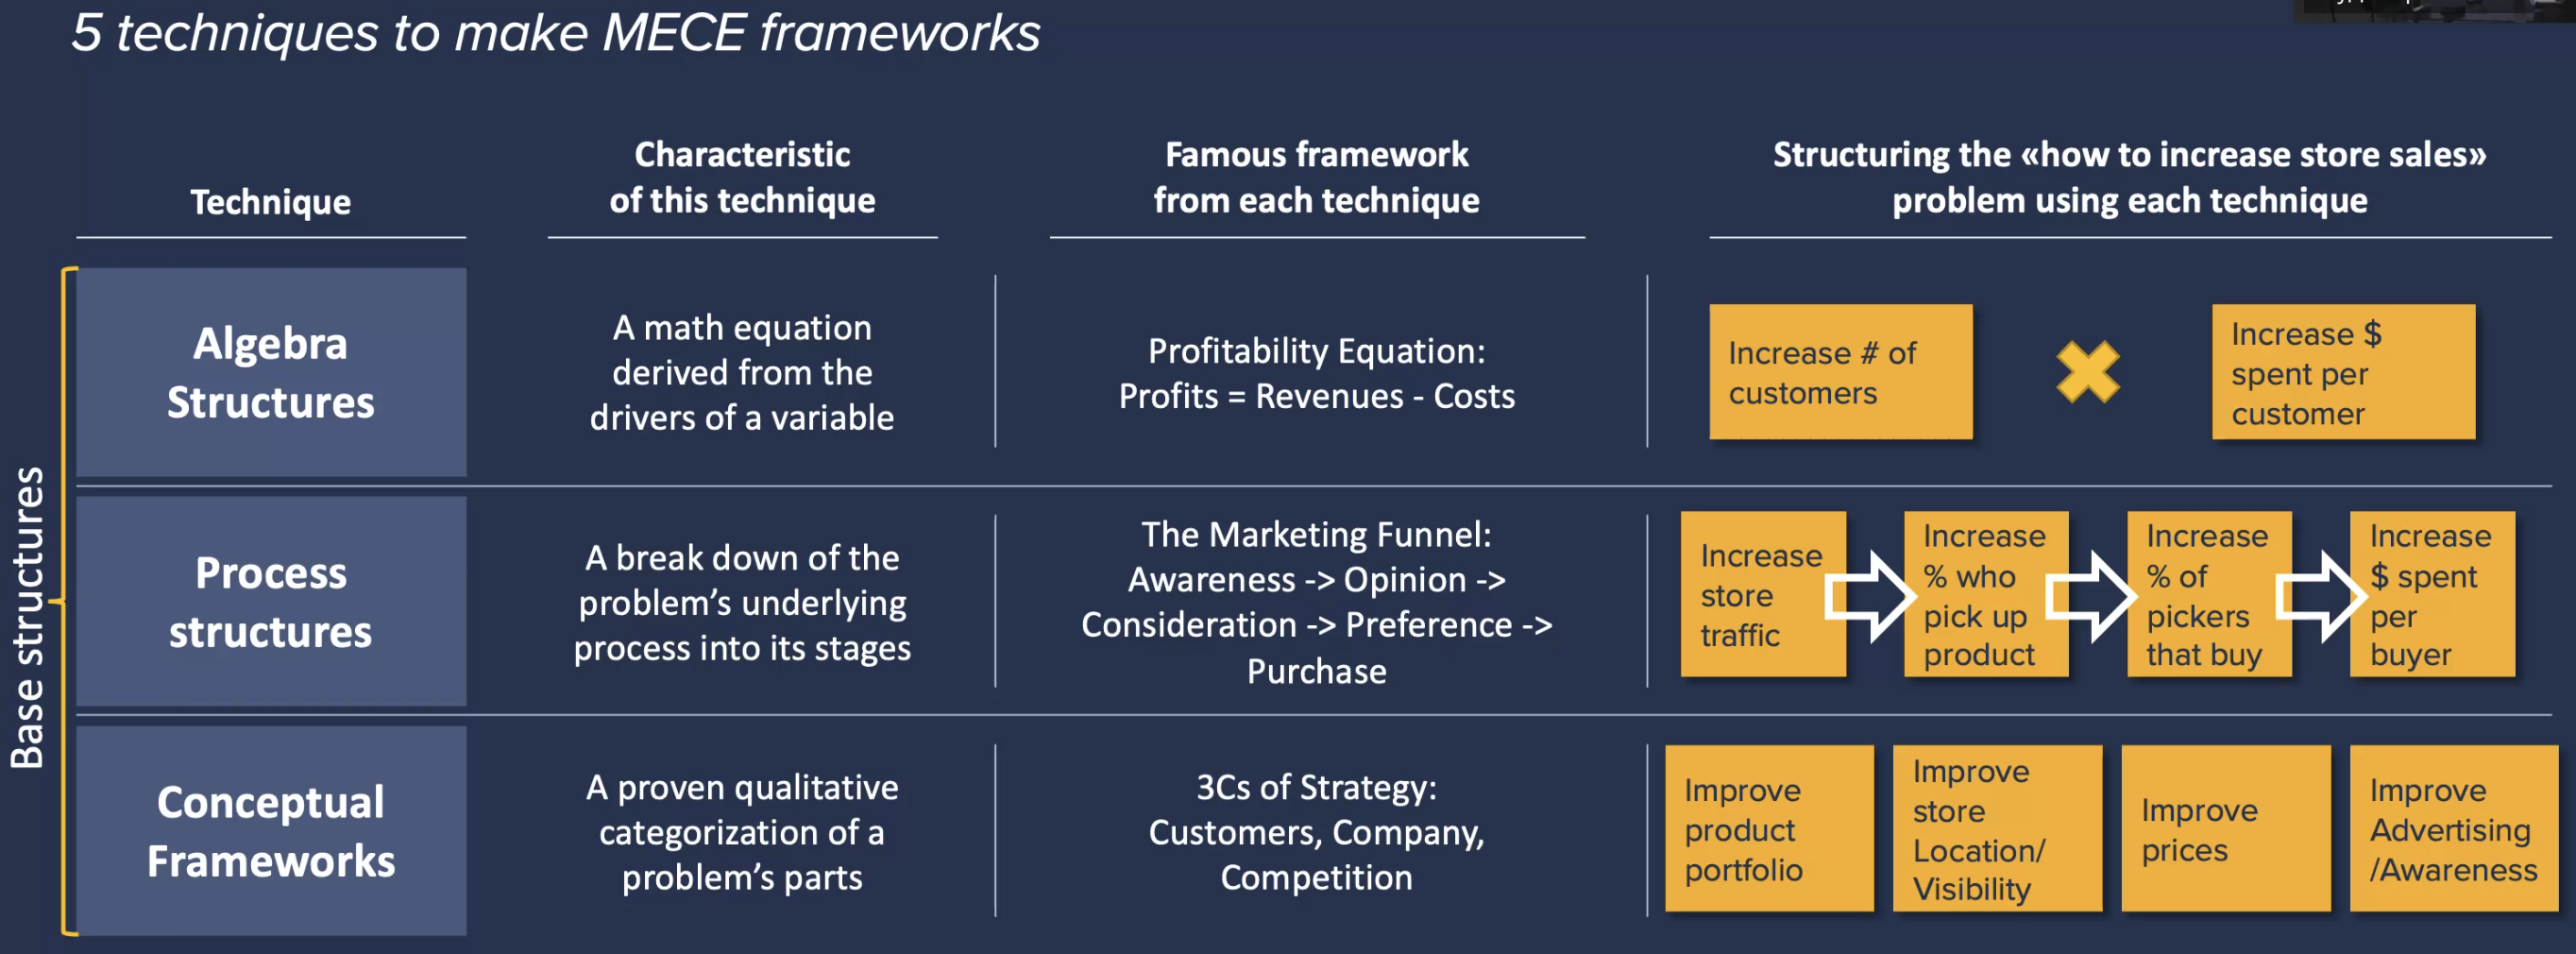 5 techniques to make MECE frameworks
Technique
Characteristic
of this technique
Famous framework
from each technique
Structuring the «how to increase store sales»
problem using each technique
Base structures
Algebra
Structures
A math equation
derived from the
drivers of a variable
Profitability Equation:
Profits = Revenues - Costs
Increase # of
customers
Increase $
spent per
customer
Process
structures
A break down of the
problem’s underlying
process into its stages
The Marketing Funnel:
Awareness -> Opinion ->
Consideration -> Preference ->
Purchase
Increase
store
traffic
Increase
% who
pick up
product
Increase
% of
pickers
that buy
Increase
$ spent
per
buyer
Conceptual
Frameworks
A proven qualitative
categorization of a
problem’s parts
3Cs of Strategy:
Customers, Company,
Competition
Improve
product
portfolio
Improve
store
Location/
Visibility
Improve
prices
Improve
Advertising
/Awareness